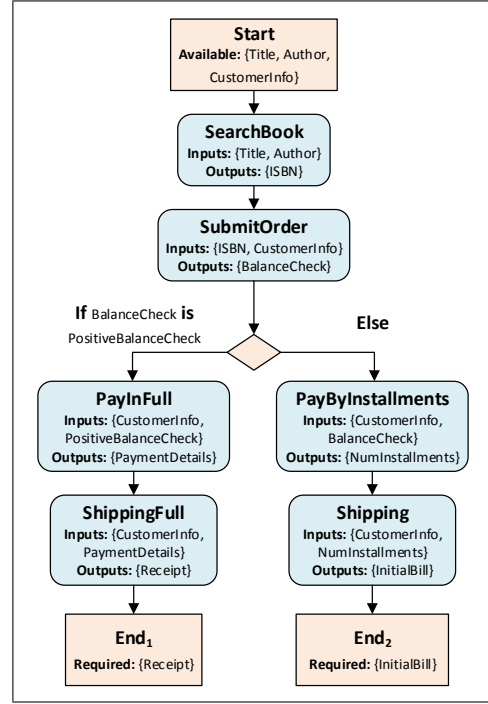 Start
Available: {Title, Author,
CustomerInfo}
SearchBook
Inputs: {Title, Author}
Outputs: {ISBN}
SubmitOrder
Inputs: {ISBN, CustomerInfo}
Outputs: {BalanceCheck}
If BalanceCheck is
PositiveBalanceCheck
Else
PayInFull
Inputs: {CustomerInfo,
PositiveBalanceCheck}
Outputs: {PaymentDetails}
PayByInstallments
Inputs: {CustomerInfo,
BalanceCheck}
Outputs: {NumInstallments}
ShippingFull
Inputs: {CustomerInfo,
PaymentDetails}
Outputs: {Receipt}
Shipping
Inputs: {CustomerInfo,
NumInstallments}
Outputs: {InitialBill}
End₁
Required: {Receipt}
End₂
Required: {InitialBill}